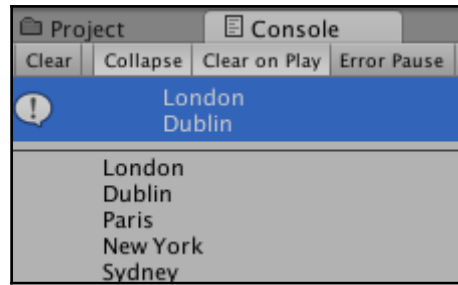 Project Console
Clear Collapse Clear on Play Error Pause
London
Dublin
London
Dublin
Paris
New York
Sydney